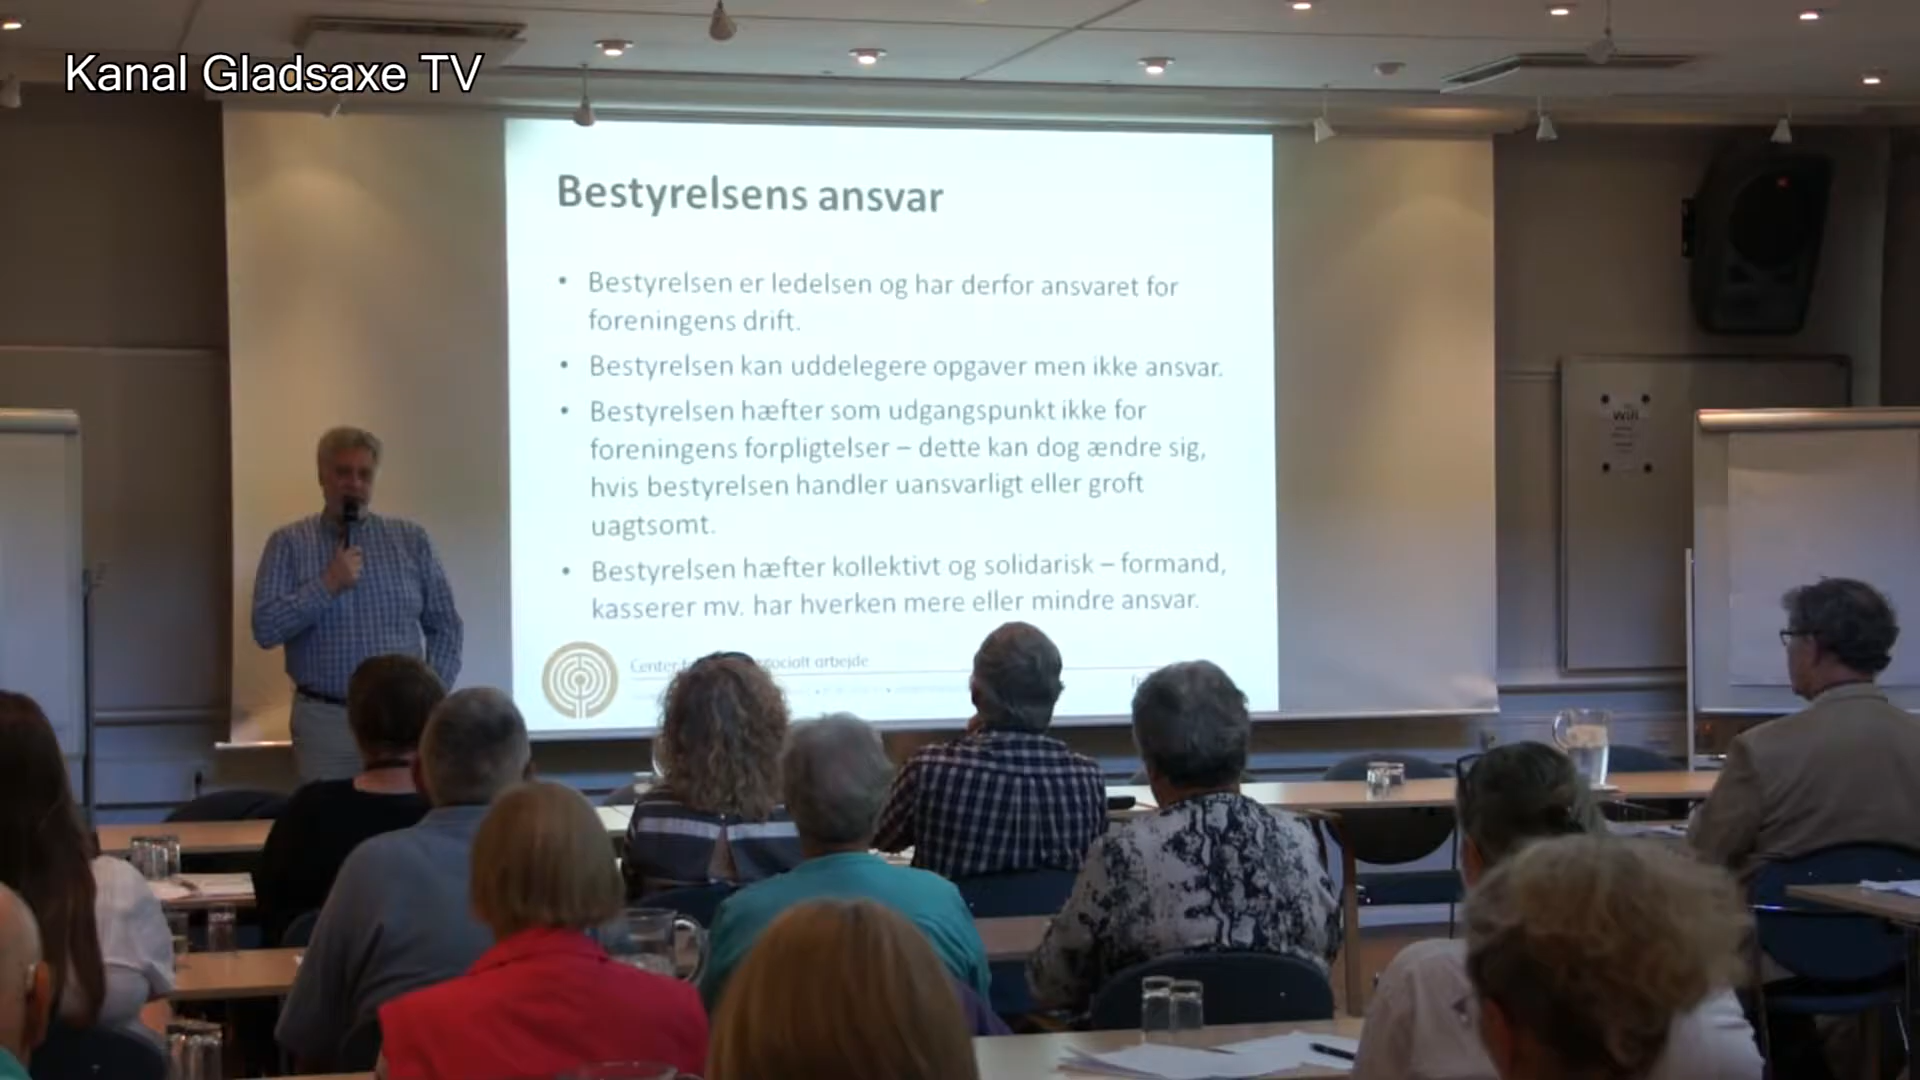 Kanal Gladsaxe TV
Bestyrelsens ansvar
• Bestyrelsen er ledelsen og har derfor ansvaret for
foreningens drift.
• Bestyrelsen kan uddelegere opgaver men ikke ansvar.
• Bestyrelsen hæfter som udgangspunkt ikke for
foreningens forpligtelser – dette kan dog ændre sig,
hvis bestyrelsen handler uansvarligt eller groft
uagtsomt.
• Bestyrelsen hæfter kollektivt og solidarisk – formand,
kasserer mv. har hverken mere eller mindre ansvar.
Center socialt arbejde